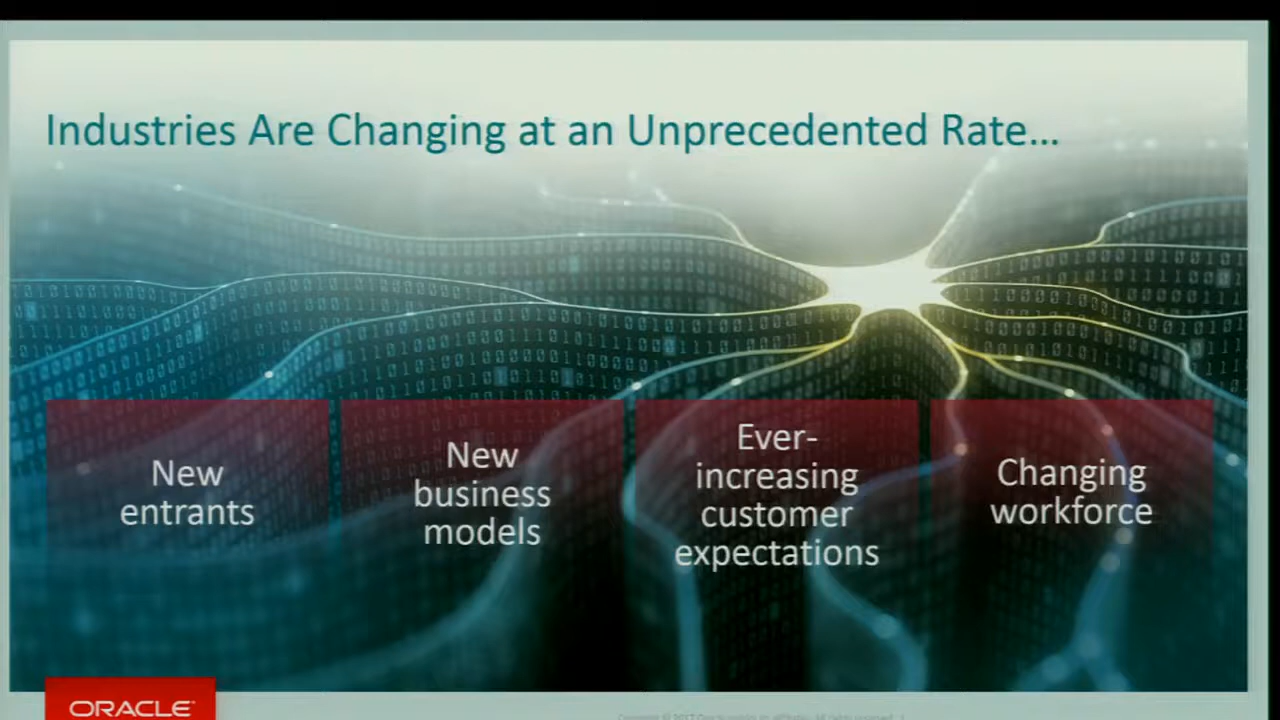 Industries Are Changing at an Unprecedented Rate...
New
entrants
New
business
models
Ever-
increasing
customer
expectations
Changing
workforce
ORACLE